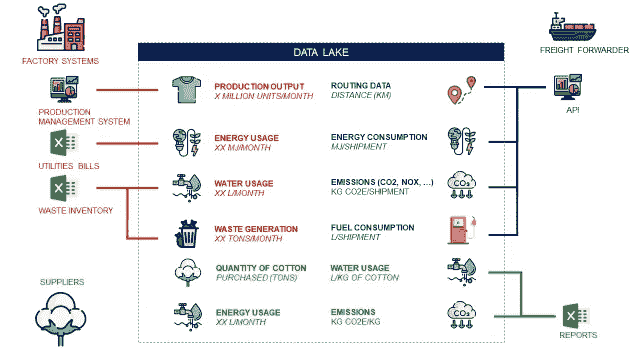 DATA LAKE
FACTORY SYSTEMS
FREIGHT FORWARDER
PRODUCTION OUTPUT
X MILLION UNITS/MONTH
ROUTING DATA
DISTANCE (KM)
PRODUCTION
MANAGEMENT SYSTEM
API
ENERGY USAGE
XX MJ/MONTH
ENERGY CONSUMPTION
MJ/SHIPMENT
UTILITIES BILLS
WATER USAGE
XX L/MONTH
EMISSIONS (CO2, NOX, ...)
KG CO2E/SHIPMENT
CO₂
WASTE INVENTORY
WASTE GENERATION
XX TONS/MONTH
FUEL CONSUMPTION
L/SHIPMENT
QUANTITY OF COTTON
PURCHASED (TONS)
WATER USAGE
L/KG OF COTTON
SUPPLIERS
ENERGY USAGE
XX L/MONTH
EMISSIONS
KG CO2E/KG
CO₂
REPORTS